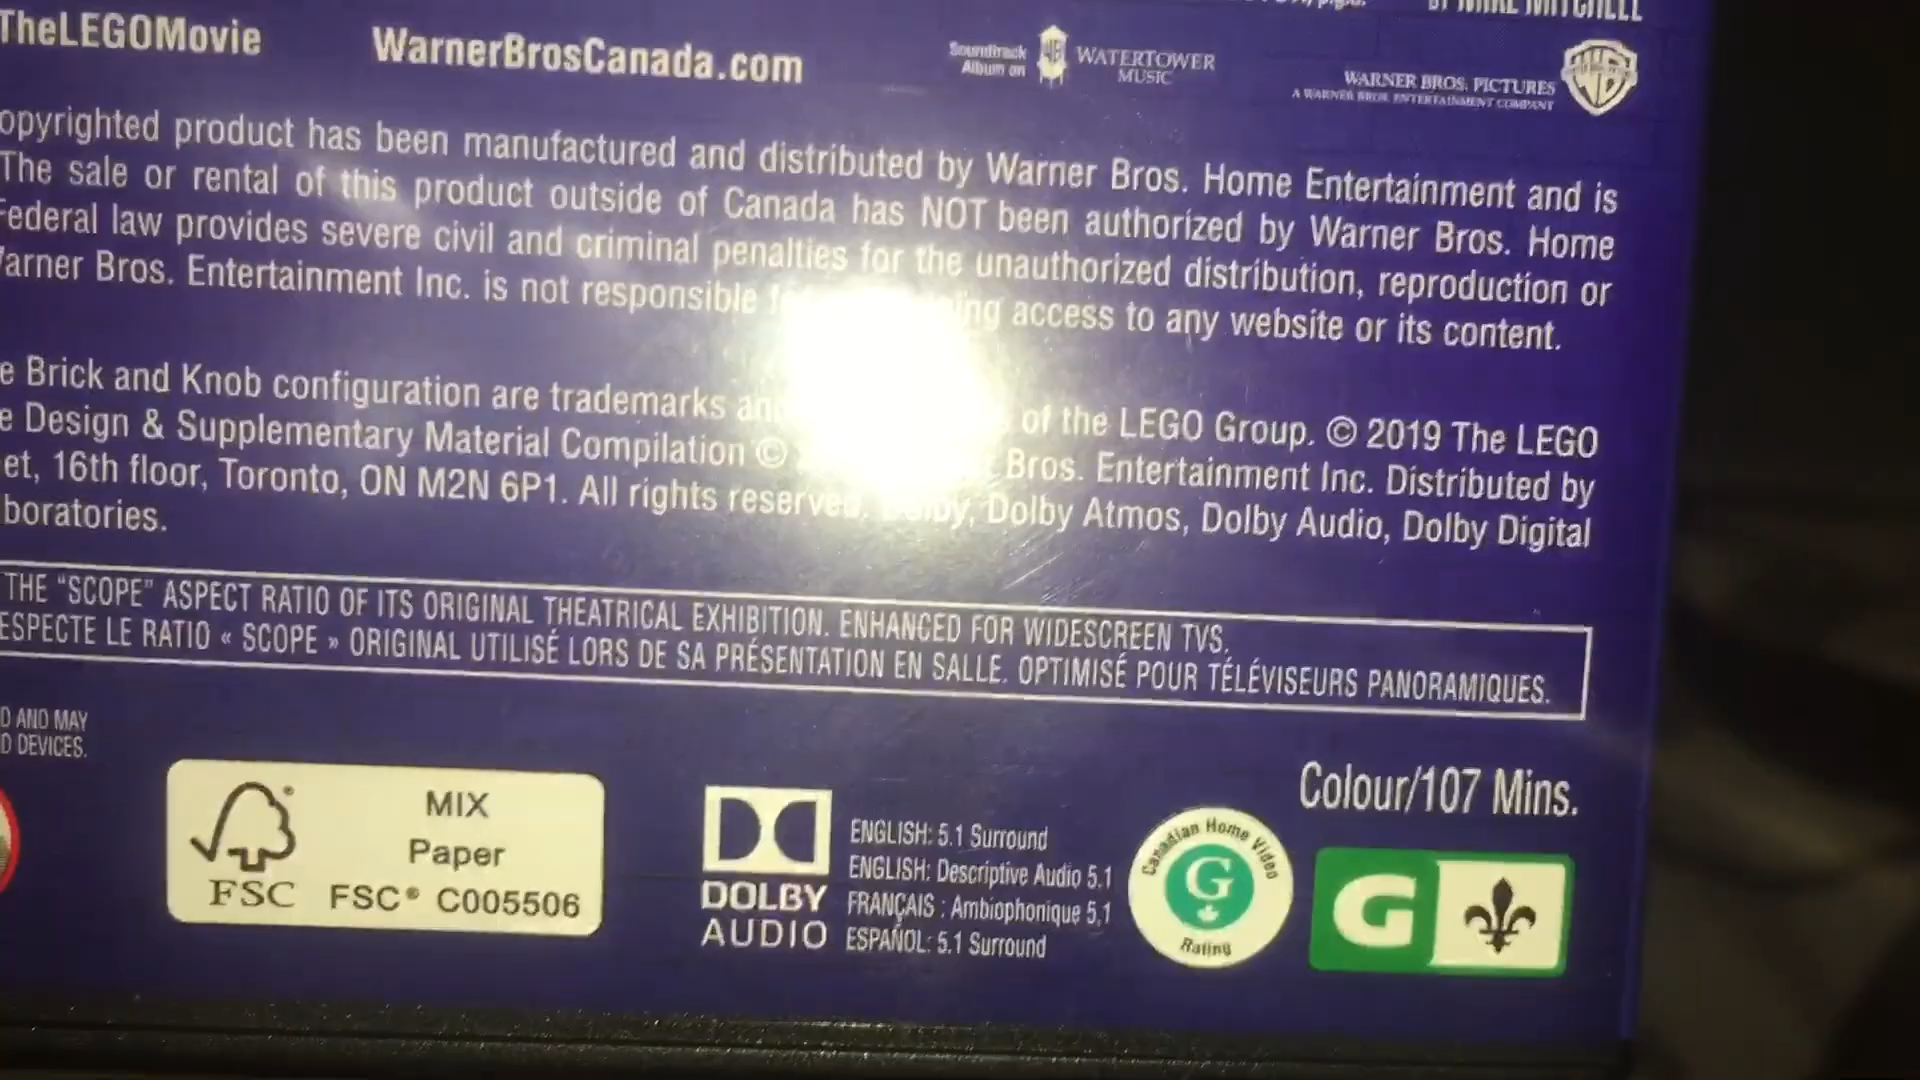 TheLEGOMovie
WarnerBrosCanada.com
Soundtrack
Album on
WATERTOWER
MUSIC
BY MIKE MITCHELL
WARNER BROS. PICTURES
A WARNER BROS. ENTERTAINMENT COMPANY
opyrighted product has been manufactured and distributed by Warner Bros. Home Entertainment and is
The sale or rental of this product outside of Canada has NOT been authorized by Warner Bros. Home
Federal law provides severe civil and criminal penalties for the unauthorized distribution, reproduction or
arner Bros. Entertainment Inc. is not responsible access to any website or its content.
e Brick and Knob configuration are trademarks of the LEGO Group. © 2019 The LEGO
e Design & Supplementary Material Compilation © Bros. Entertainment Inc. Distributed by
et, 16th floor, Toronto, ON M2N 6P1. All rights reserved. Dolby, Dolby Atmos, Dolby Audio, Dolby Digital
boratories.
THE “SCOPE” ASPECT RATIO OF ITS ORIGINAL THEATRICAL EXHIBITION. ENHANCED FOR WIDESCREEN TVS.
ESPECTE LE RATIO « SCOPE » ORIGINAL UTILISÉ LORS DE SA PRÉSENTATION EN SALLE. OPTIMISÉ POUR TÉLÉVISEURS PANORAMIQUES.
D AND MAY
D DEVICES.
FSC
MIX
Paper
FSC® C005506
DOLBY
AUDIO
ENGLISH: 5.1 Surround
ENGLISH: Descriptive Audio 5.1
FRANÇAIS : Ambiophonique 5,1
ESPAÑOL: 5.1 Surround
Canadian Home Video
G
Rating
Colour/107 Mins.
G